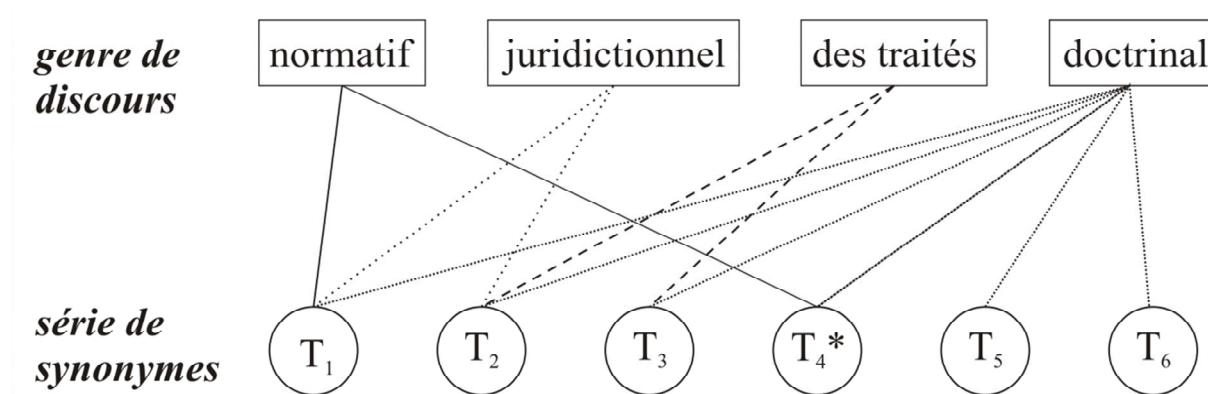 genre de discours
normatif
juridictionnel
des traités
doctrinal
série de synonymes
T₁
T₂
T₃
T₄*
T₅
T₆